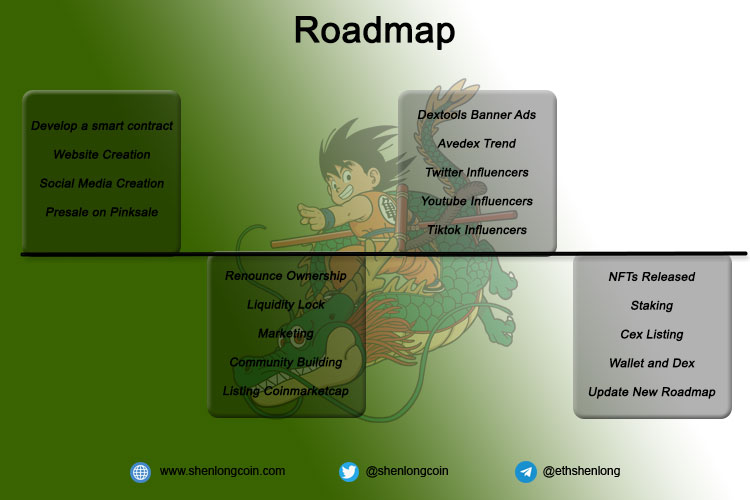 Roadmap
Develop a smart contract
Website Creation
Social Media Creation
Presale on Pinksale
Renounce Ownership
Liquidity Lock
Marketing
Community Building
Listing Coinmarketcap
Dextools Banner Ads
Avedex Trend
Twitter Influencers
Youtube Influencers
Tiktok Influencers
NFTs Released
Staking
Cex Listing
Wallet and Dex
Update New Roadmap
www.shenlongcoin.com
@shenlongcoin
@ethshenlong